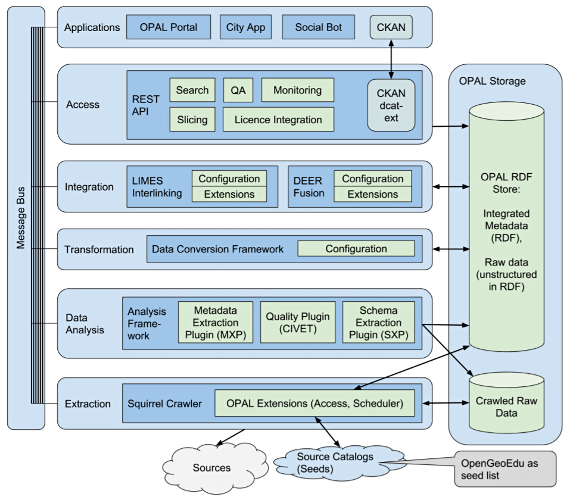 Message Bus
Applications
OPAL Portal
City App
Social Bot
CKAN
Access
REST
API
Search
QA
Monitoring
Slicing
Licence Integration
CKAN
dcat-
ext
Integration
LIMES
Interlinking
Configuration
Extensions
DEER
Fusion
Configuration
Extensions
Transformation
Data Conversion Framework
Configuration
Data
Analysis
Analysis
Frame-
work
Metadata
Extraction
Plugin (MXP)
Quality Plugin
(CIVET)
Schema
Extraction
Plugin (SXP)
Extraction
Squirrel Crawler
OPAL Extensions (Access, Scheduler)
OPAL Storage
OPAL RDF
Store:
Integrated
Metadata
(RDF),
Raw data
(unstructured
in RDF)
Crawled Raw
Data
Sources
Source Catalogs
(Seeds)
OpenGeoEdu as
seed list